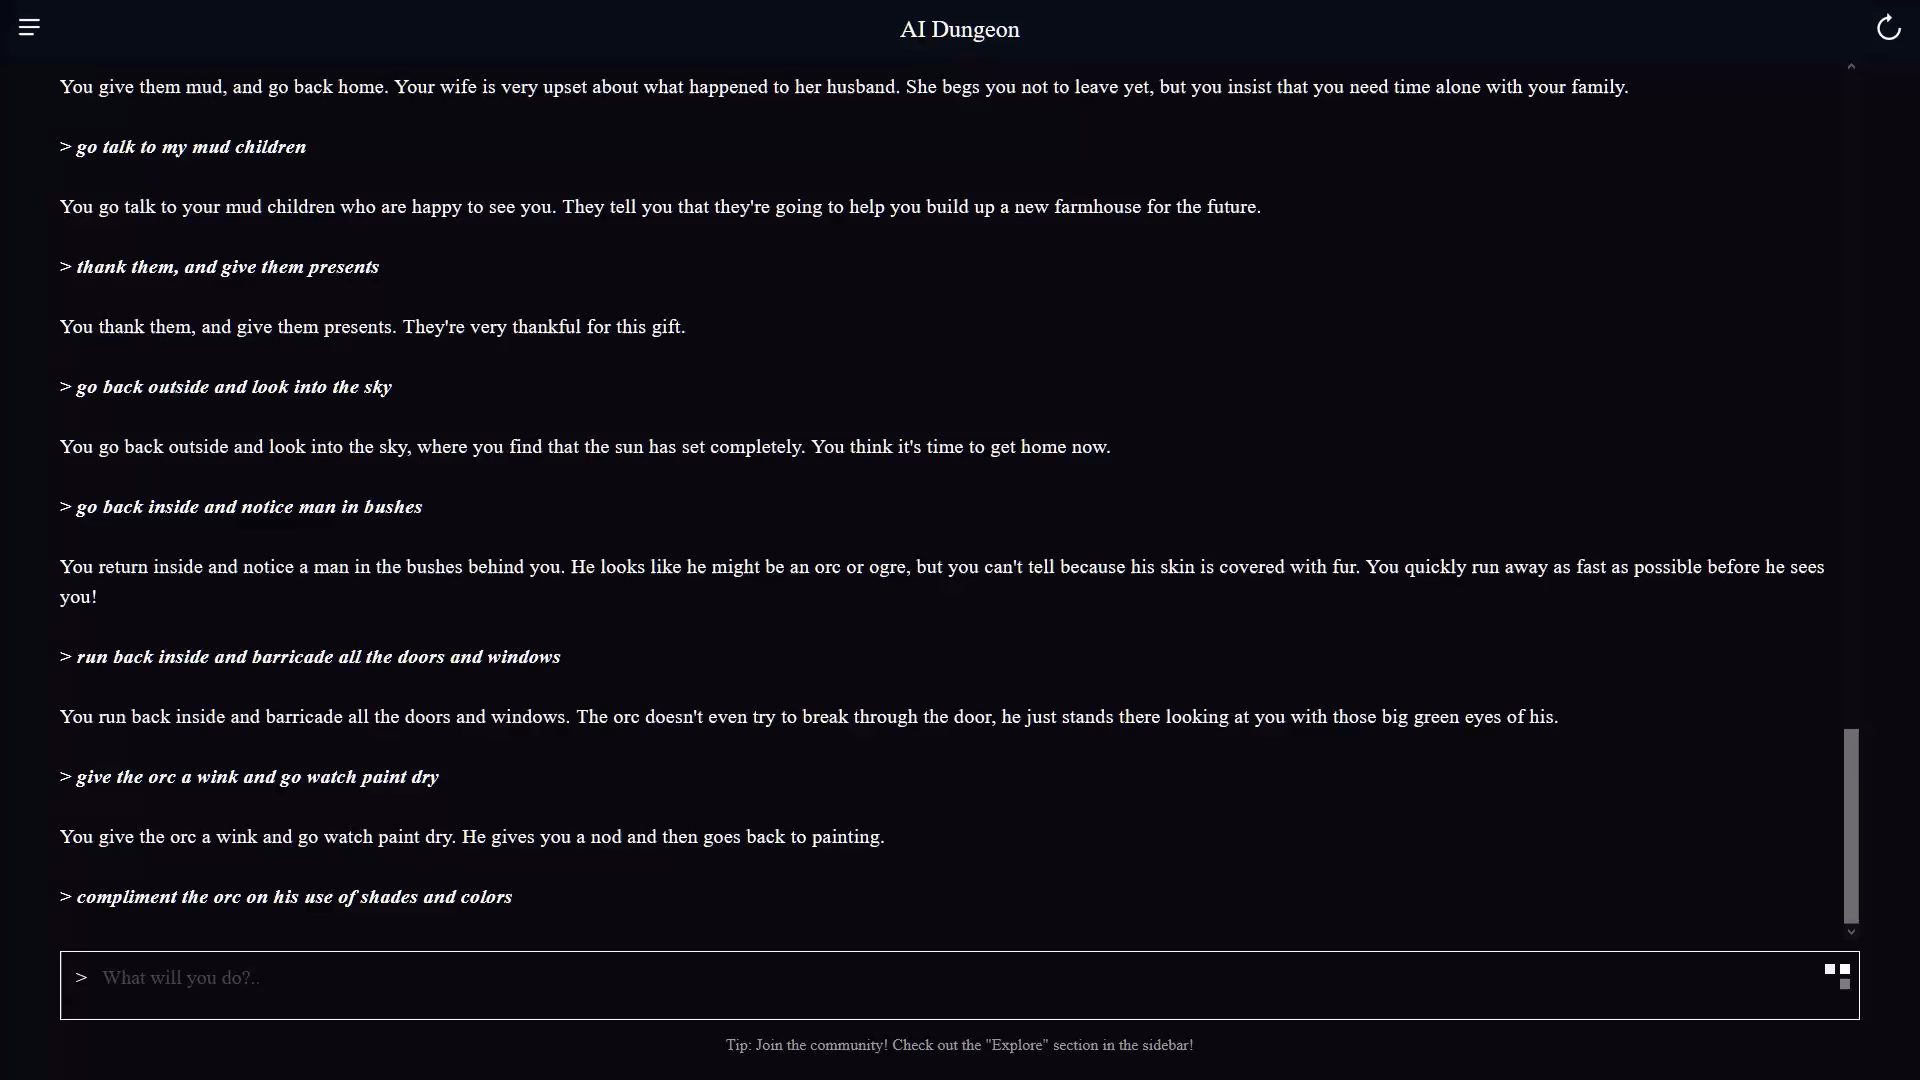 AI Dungeon
You give them mud, and go back home. Your wife is very upset about what happened to her husband. She begs you not to leave yet, but you insist that you need time alone with your family.
> go talk to my mud children
You go talk to your mud children who are happy to see you. They tell you that they're going to help you build up a new farmhouse for the future.
> thank them, and give them presents
You thank them, and give them presents. They're very thankful for this gift.
> go back outside and look into the sky
You go back outside and look into the sky, where you find that the sun has set completely. You think it's time to get home now.
> go back inside and notice man in bushes
You return inside and notice a man in the bushes behind you. He looks like he might be an orc or ogre, but you can't tell because his skin is covered with fur. You quickly run away as fast as possible before he sees
you!
> run back inside and barricade all the doors and windows
You run back inside and barricade all the doors and windows. The orc doesn't even try to break through the door, he just stands there looking at you with those big green eyes of his.
> give the orc a wink and go watch paint dry
You give the orc a wink and go watch paint dry. He gives you a nod and then goes back to painting.
> compliment the orc on his use of shades and colors
> What will you do?..
Tip: Join the community! Check out the "Explore" section in the sidebar!